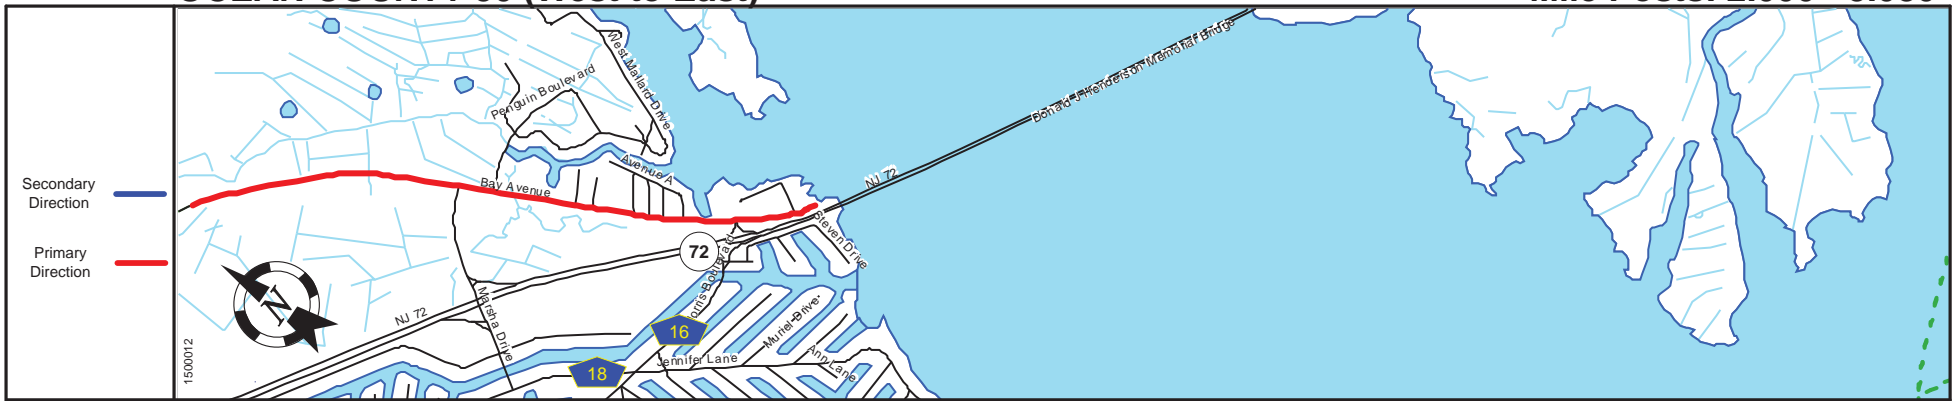 Secondary
Direction
Primary
Direction
West Mallard Drive
Penguin Boulevard
Avenue A
Bay Avenue
Donald J Henderson Memorial Bridge
NJ 72
Steven Drive
72
NJ 72
Marsha Drive
16
18
Jennifer Lane
Muriel Drive
Ann Lane
N
1500012